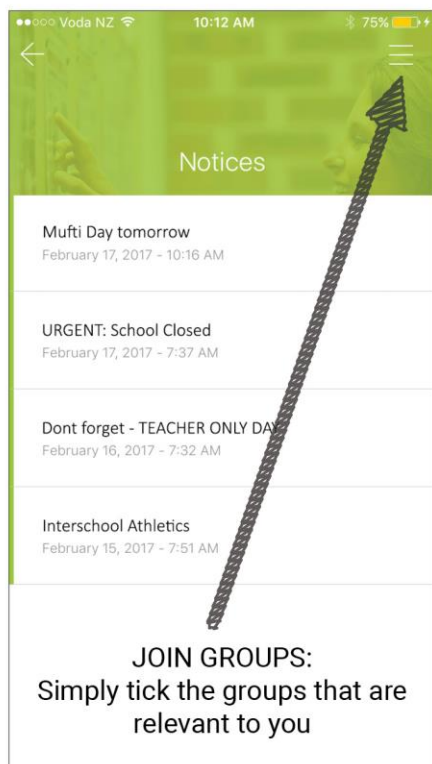 Voda NZ 10:12 AM 75%
Notices
Mufti Day tomorrow
February 17, 2017 - 10:16 AM
URGENT: School Closed
February 17, 2017 - 7:37 AM
Dont forget - TEACHER ONLY DAY
February 16, 2017 - 7:32 AM
Interschool Athletics
February 15, 2017 - 7:51 AM
JOIN GROUPS:
Simply tick the groups that are
relevant to you